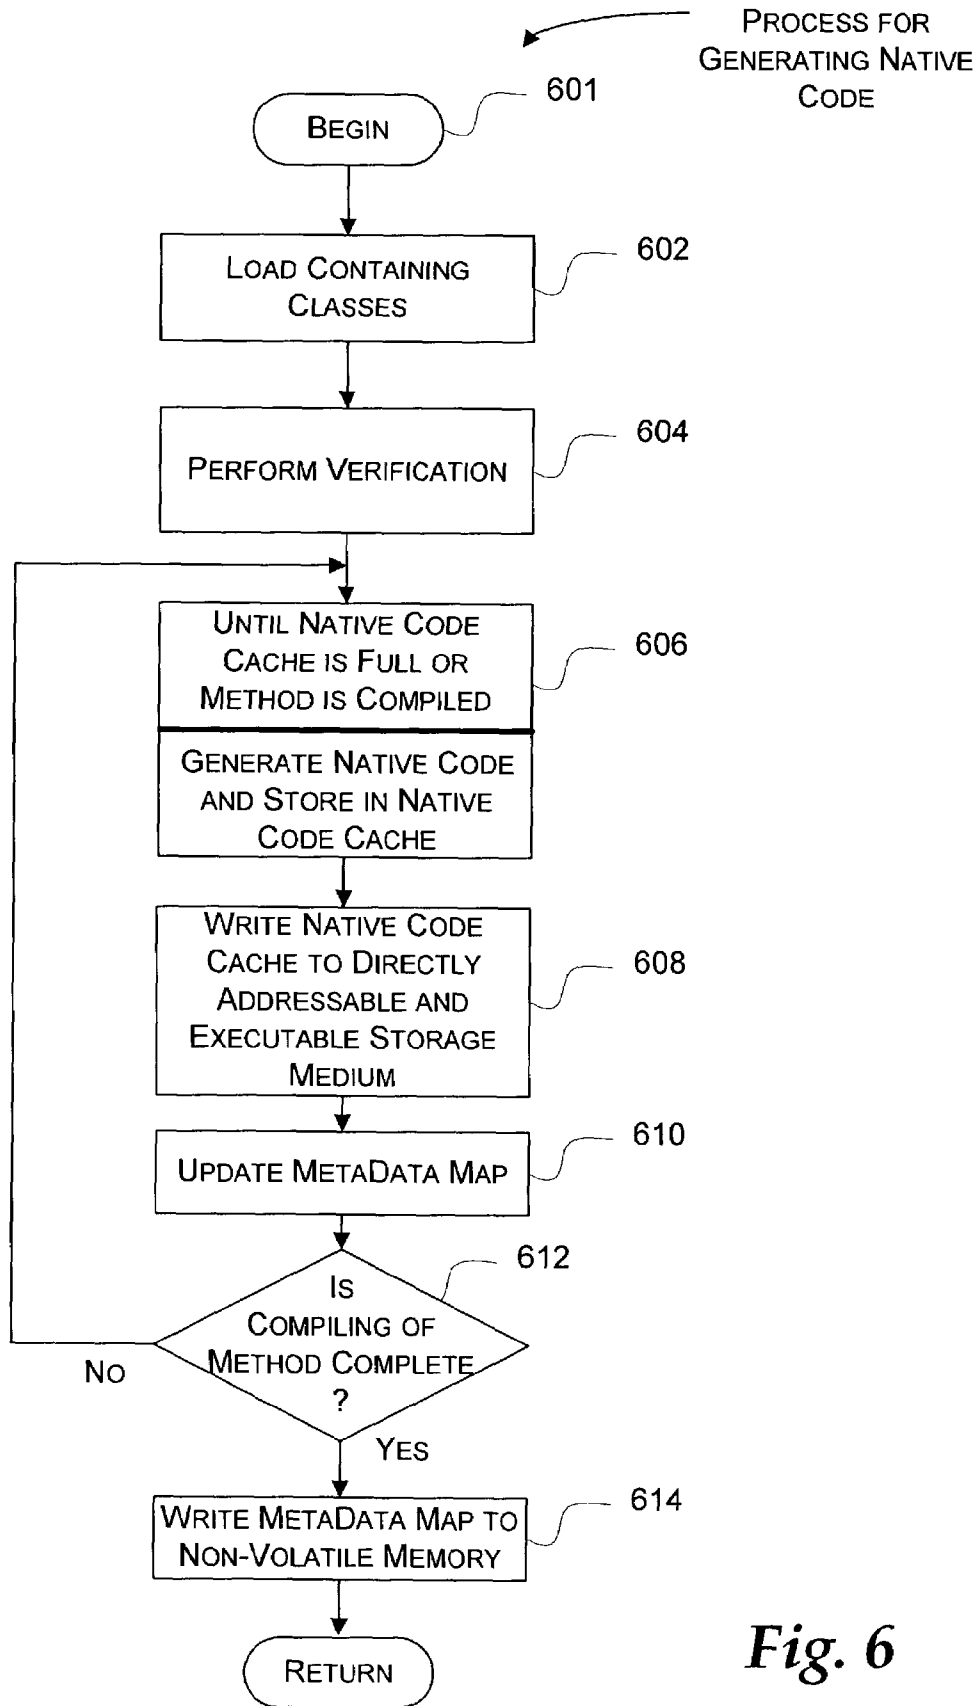 PROCESS FOR
GENERATING NATIVE
CODE
601
BEGIN
602
LOAD CONTAINING
CLASSES
604
PERFORM VERIFICATION
UNTIL NATIVE CODE
CACHE IS FULL OR
METHOD IS COMPILED
606
GENERATE NATIVE CODE
AND STORE IN NATIVE
CODE CACHE
WRITE NATIVE CODE
CACHE TO DIRECTLY
ADDRESSABLE AND
EXECUTABLE STORAGE
MEDIUM
608
610
UPDATE METADATA MAP
612
IS
COMPILING OF
METHOD COMPLETE
?
NO
YES
614
WRITE METADATA MAP TO
NON-VOLATILE MEMORY
RETURN
Fig. 6